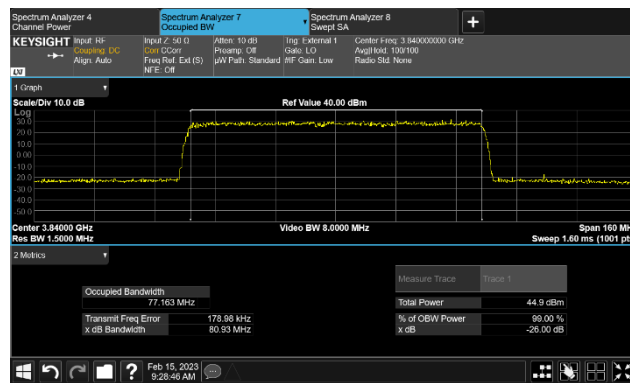 Spectrum Analyzer 4
Channel Power
Spectrum Analyzer 7
Occupied BW
Spectrum Analyzer 8
Swept SA
KEYSIGHT
Input: RF
Coupling: DC
Align: Auto
Input Z: 50 Ω
Corr CCorr
Freq Ref: Ext (S)
NFE: Off
Atten: 10 dB
Preamp: Off
µW Path: Standard
Trig: External 1
Gate: LO
#IF Gain: Low
Center Freq: 3.840000000 GHz
Avg|Hold: 100/100
Radio Std: None
LXI
1 Graph
Scale/Div 10.0 dB
Ref Value 40.00 dBm
Log
30.0
20.0
10.0
0.00
-10.0
-20.0
-30.0
-40.0
-50.0
Center 3.84000 GHz
Video BW 8.0000 MHz
Span 160 MH
Res BW 1.5000 MHz
Sweep 1.60 ms (1001 pt
2 Metrics
Measure Trace
Trace 1
Occupied Bandwidth
77.163 MHz
Total Power
44.9 dBm
Transmit Freq Error
178.98 kHz
% of OBW Power
99.00 %
x dB Bandwidth
80.93 MHz
x dB
-26.00 dB
?
Feb 15, 2023
9:28:46 AM